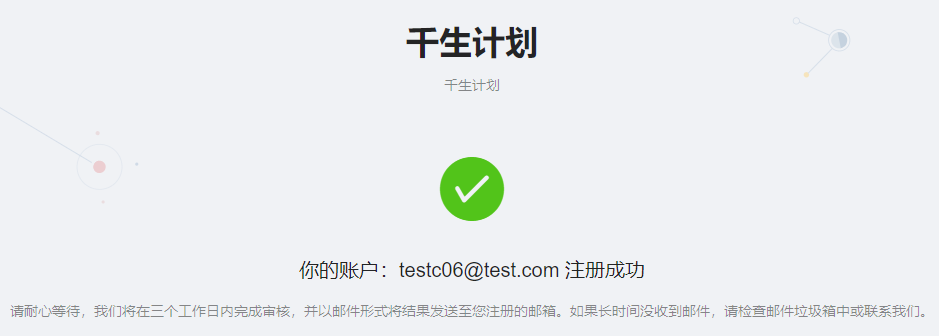 千生计划
千生计划
你的账户：testc06@test.com 注册成功
请耐心等待，我们将在三个工作日内完成审核，并以邮件形式将结果发送至您注册的邮箱。如果长时间没收到邮件，请检查邮件垃圾箱中或联系我们。